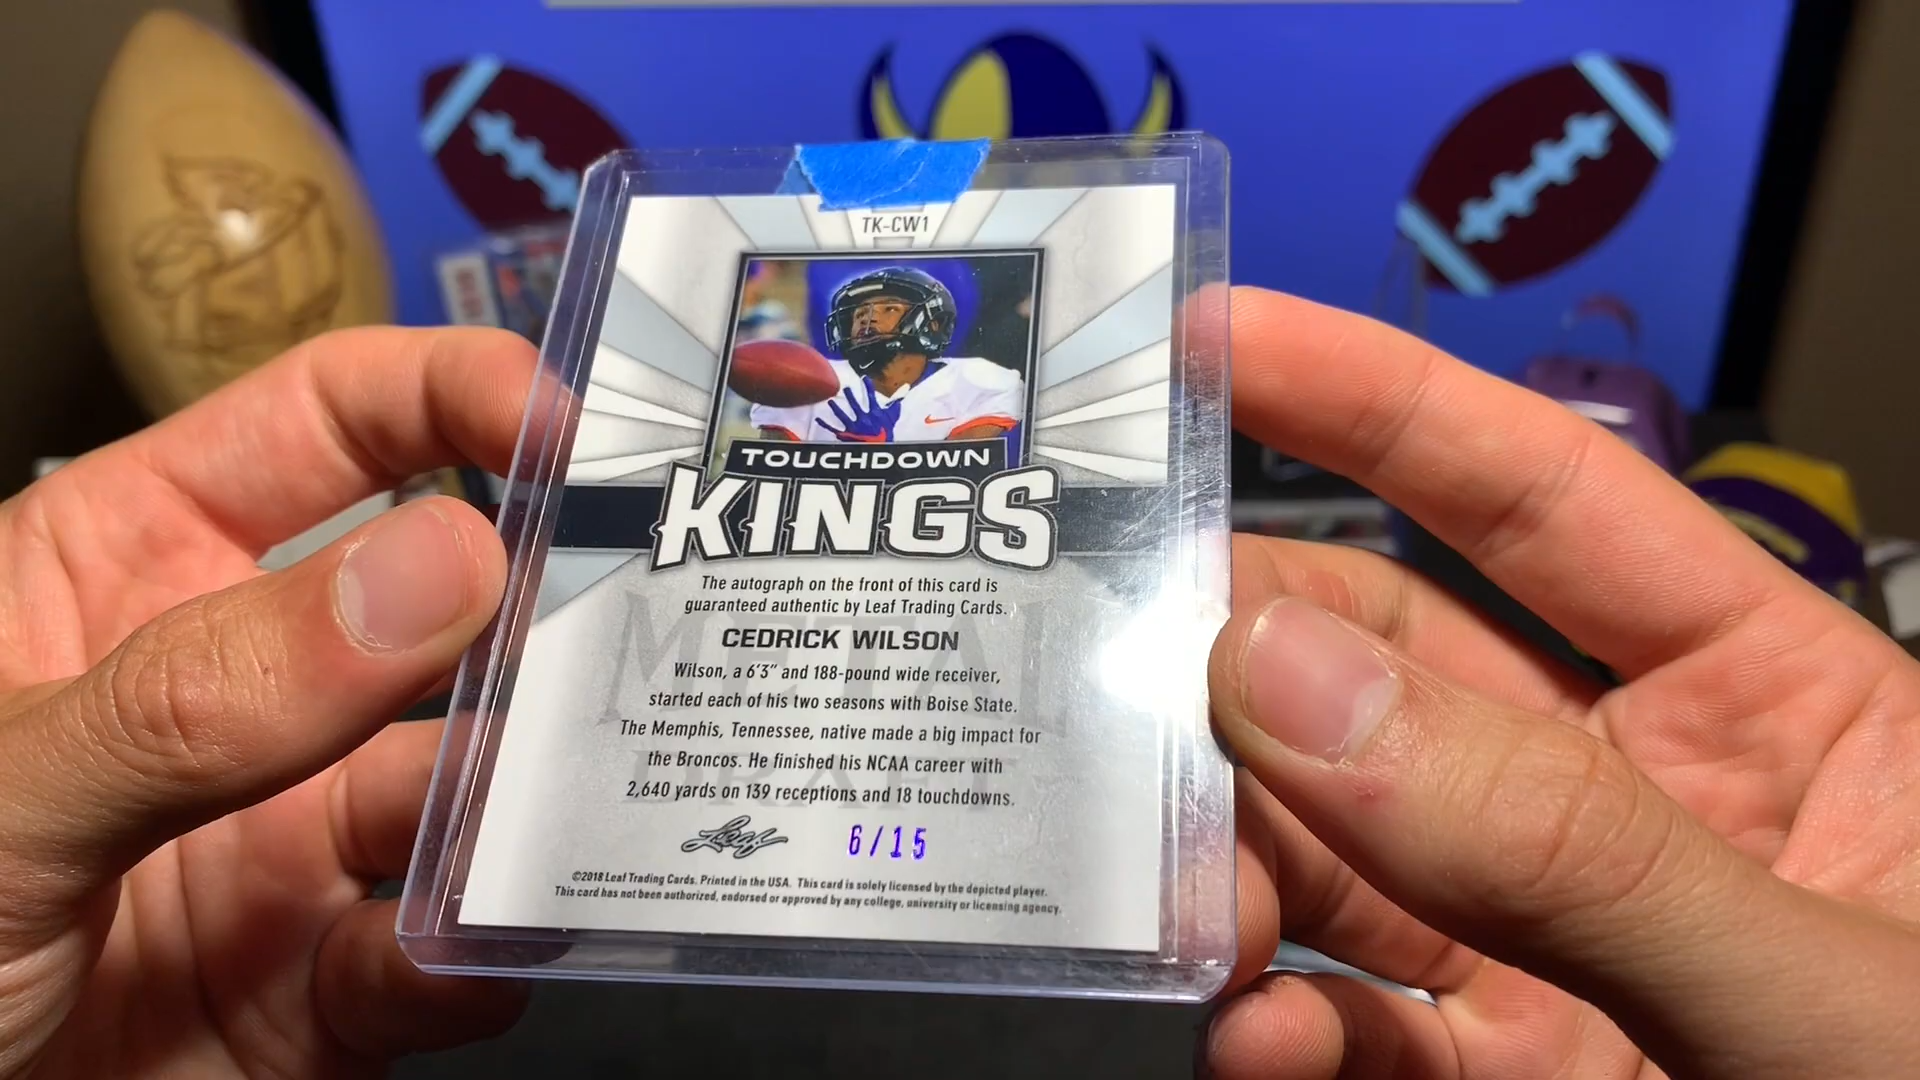 TK-CW1
TOUCHDOWN
KINGS
The autograph on the front of this card is
guaranteed authentic by Leaf Trading Cards.
CEDRICK WILSON
Wilson, a 6'3" and 188-pound wide receiver,
started each of his two seasons with Boise State.
The Memphis, Tennessee, native made a big impact for
the Broncos. He finished his NCAA career with
2,640 yards on 139 receptions and 18 touchdowns.
METAL
DRAFT
Leaf 6/15
©2018 Leaf Trading Cards. Printed in the USA. This card is solely licensed by the depicted player.
This card has not been authorized, endorsed or approved by any college, university or licensing agency.